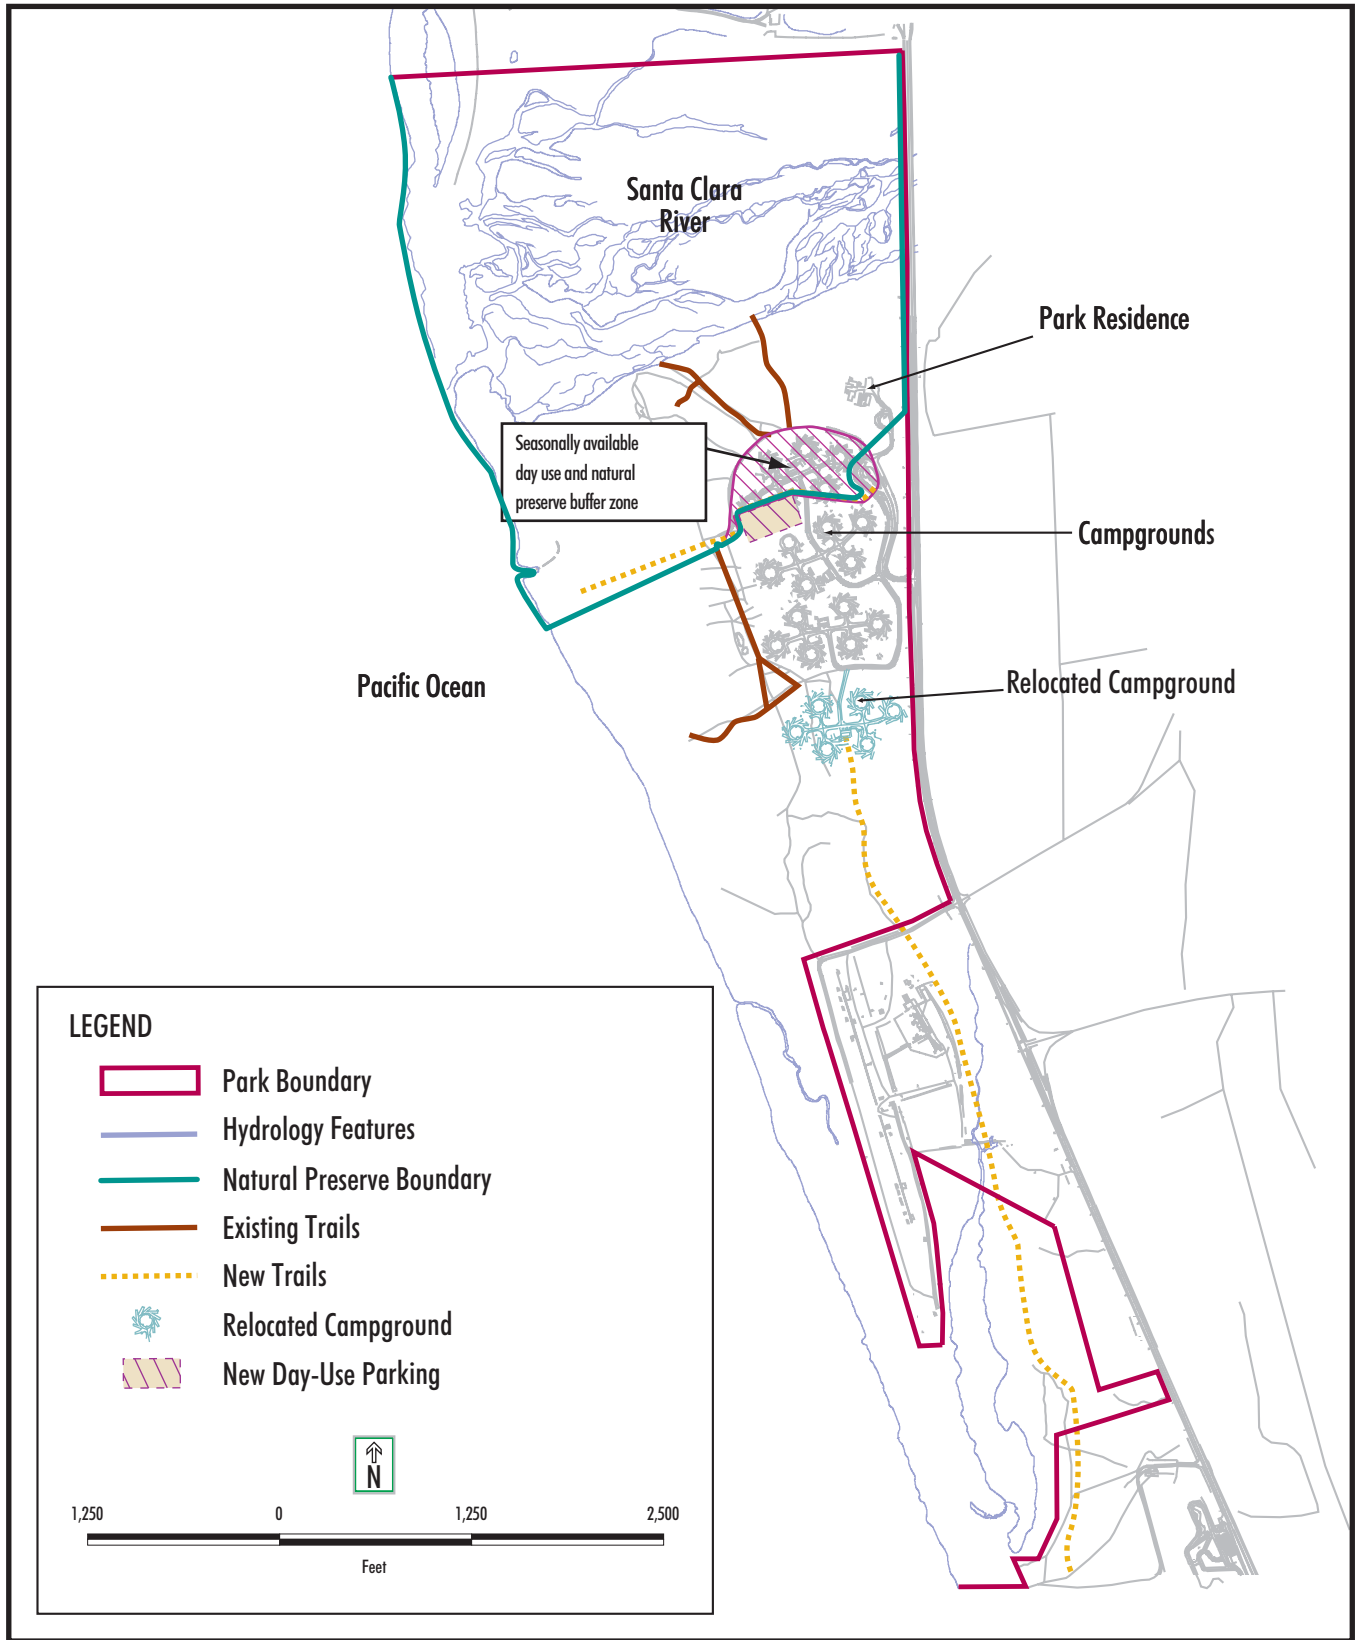 Santa Clara
River
Park Residence
Seasonally available
day use and natural
preserve buffer zone
Campgrounds
Pacific Ocean
Relocated Campground
LEGEND
Park Boundary
Hydrology Features
Natural Preserve Boundary
Existing Trails
New Trails
Relocated Campground
New Day-Use Parking
N
1,250 0 1,250 2,500
Feet